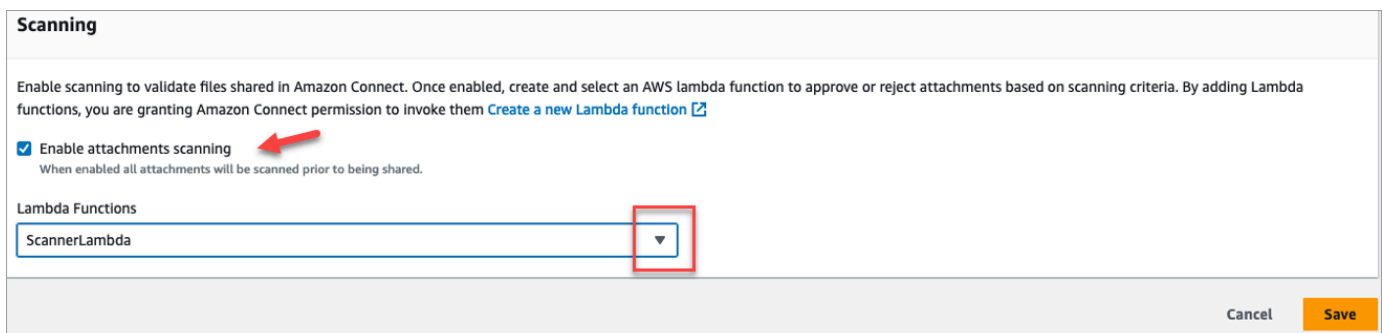 Scanning
Enable scanning to validate files shared in Amazon Connect. Once enabled, create and select an AWS lambda function to approve or reject attachments based on scanning criteria. By adding Lambda
functions, you are granting Amazon Connect permission to invoke them Create a new Lambda function
Enable attachments scanning
When enabled all attachments will be scanned prior to being shared.
Lambda Functions
ScannerLambda
Cancel Save